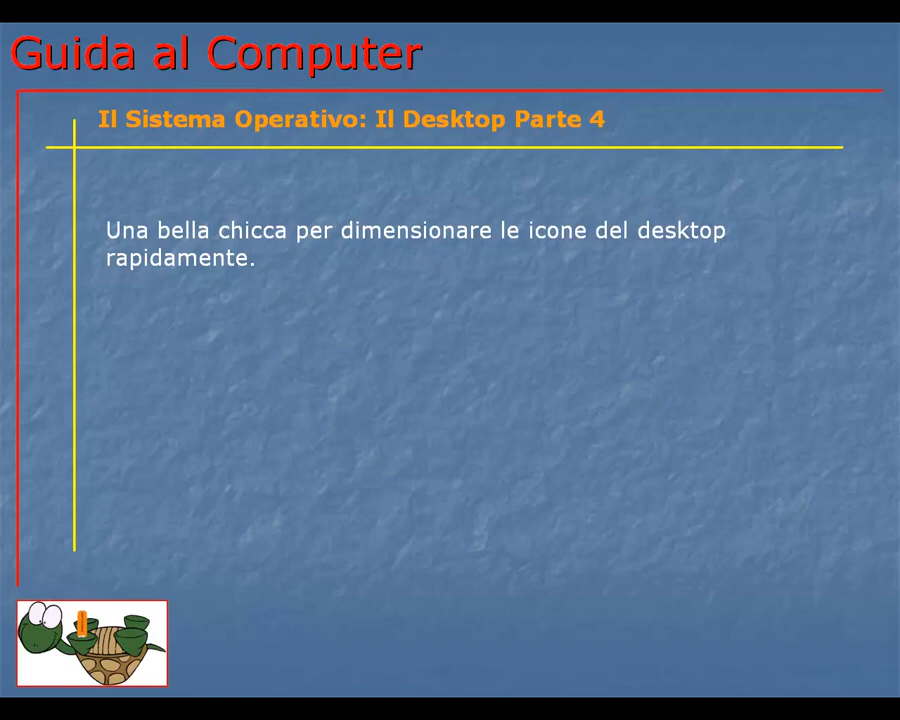 Guida al Computer
Il Sistema Operativo: Il Desktop Parte 4
Una bella chicca per dimensionare le icone del desktop
rapidamente.